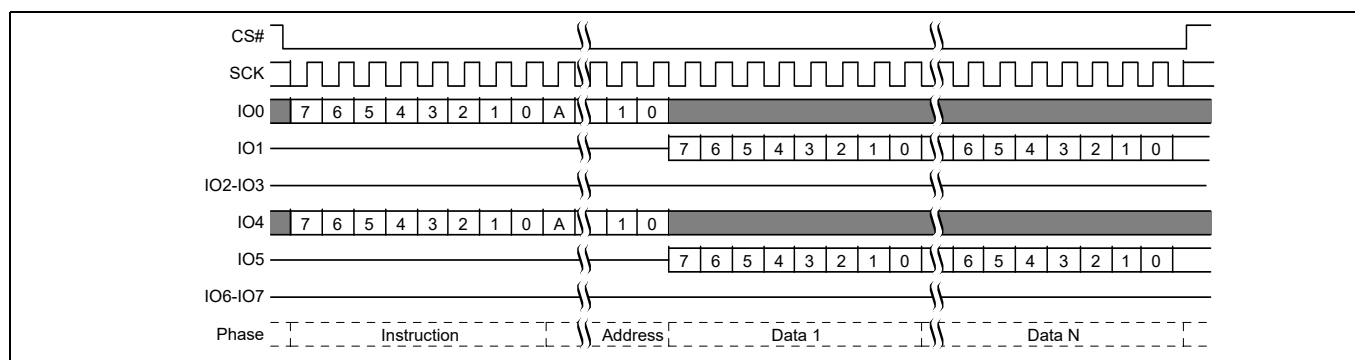 CS#
SCK
IO0 7 6 5 4 3 2 1 0 A 1 0
IO1 7 6 5 4 3 2 1 0 6 5 4 3 2 1 0
IO2-IO3
IO4 7 6 5 4 3 2 1 0 A 1 0
IO5 7 6 5 4 3 2 1 0 6 5 4 3 2 1 0
IO6-IO7
Phase Instruction Address Data 1 Data N